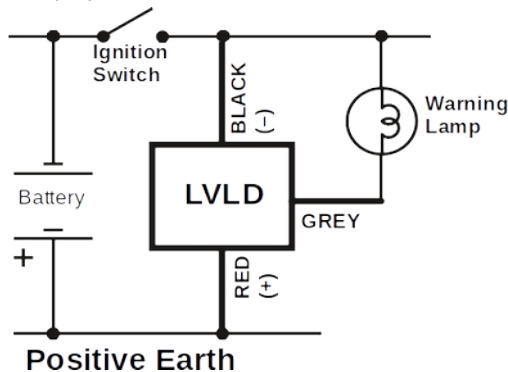 Ignition
Switch
BLACK
(−)
Warning
Lamp
Battery
LVLD
GREY
+
RED
(+)
Positive Earth